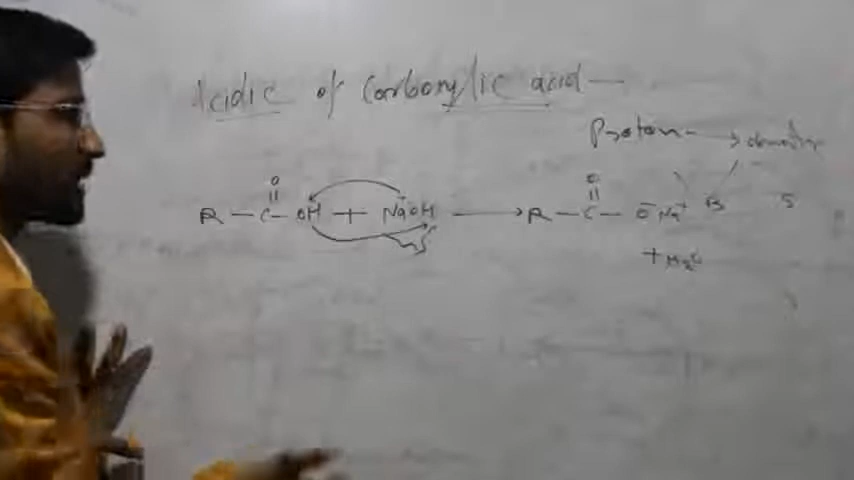 Acidic of Carboxylic acid —
Proton →
O O
R — C — OH + NaOH → R — C — O⁻ Na⁺ B S
+ H₂O